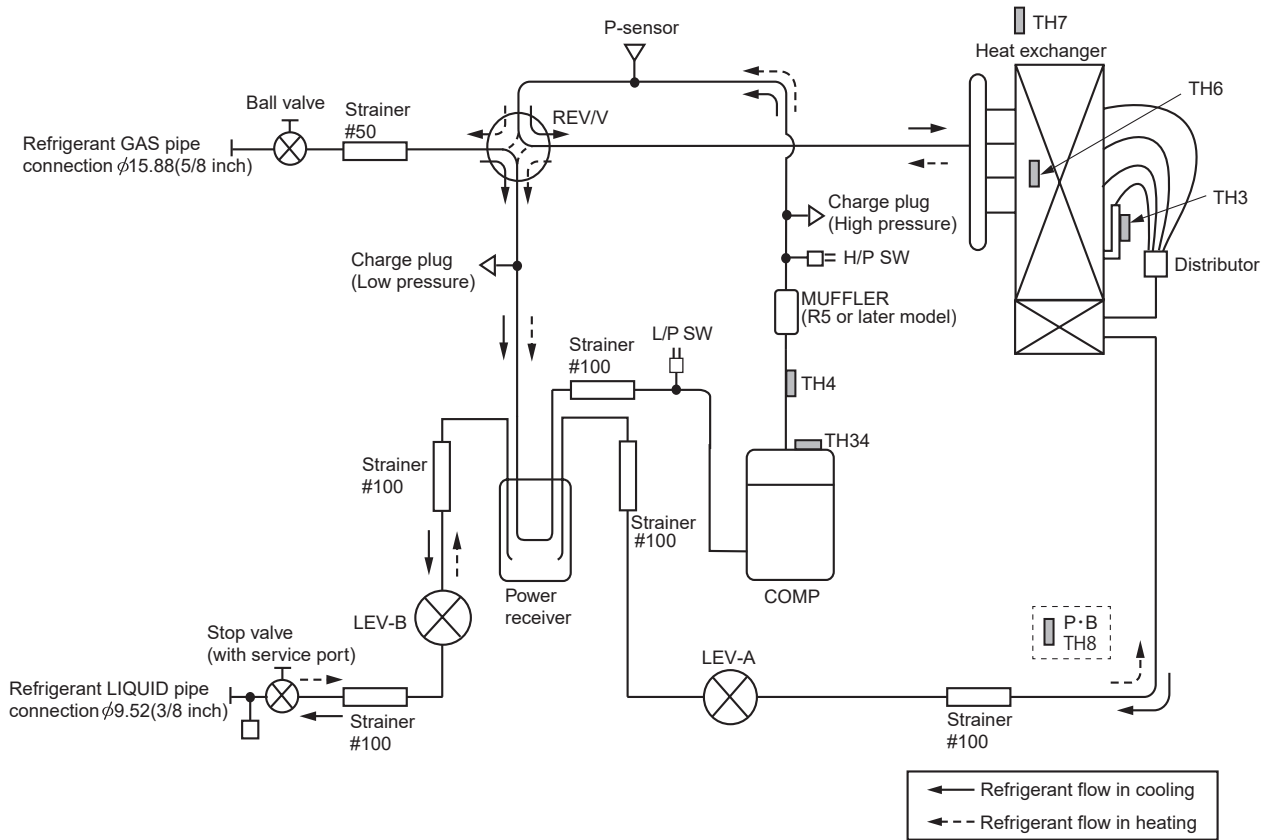 P-sensor
TH7
Heat exchanger
TH6
Ball valve
Strainer
#50
REV/V
Refrigerant GAS pipe
connection ϕ15.88(5/8 inch)
TH3
Charge plug
(High pressure)
Charge plug
(Low pressure)
H/P SW
Distributor
MUFFLER
(R5 or later model)
L/P SW
Strainer
#100
TH4
TH34
Strainer
#100
Strainer
#100
Power
receiver
COMP
LEV-B
P·B
TH8
Stop valve
(with service port)
LEV-A
Refrigerant LIQUID pipe
connection ϕ9.52(3/8 inch)
Strainer
#100
Strainer
#100
Refrigerant flow in cooling
Refrigerant flow in heating